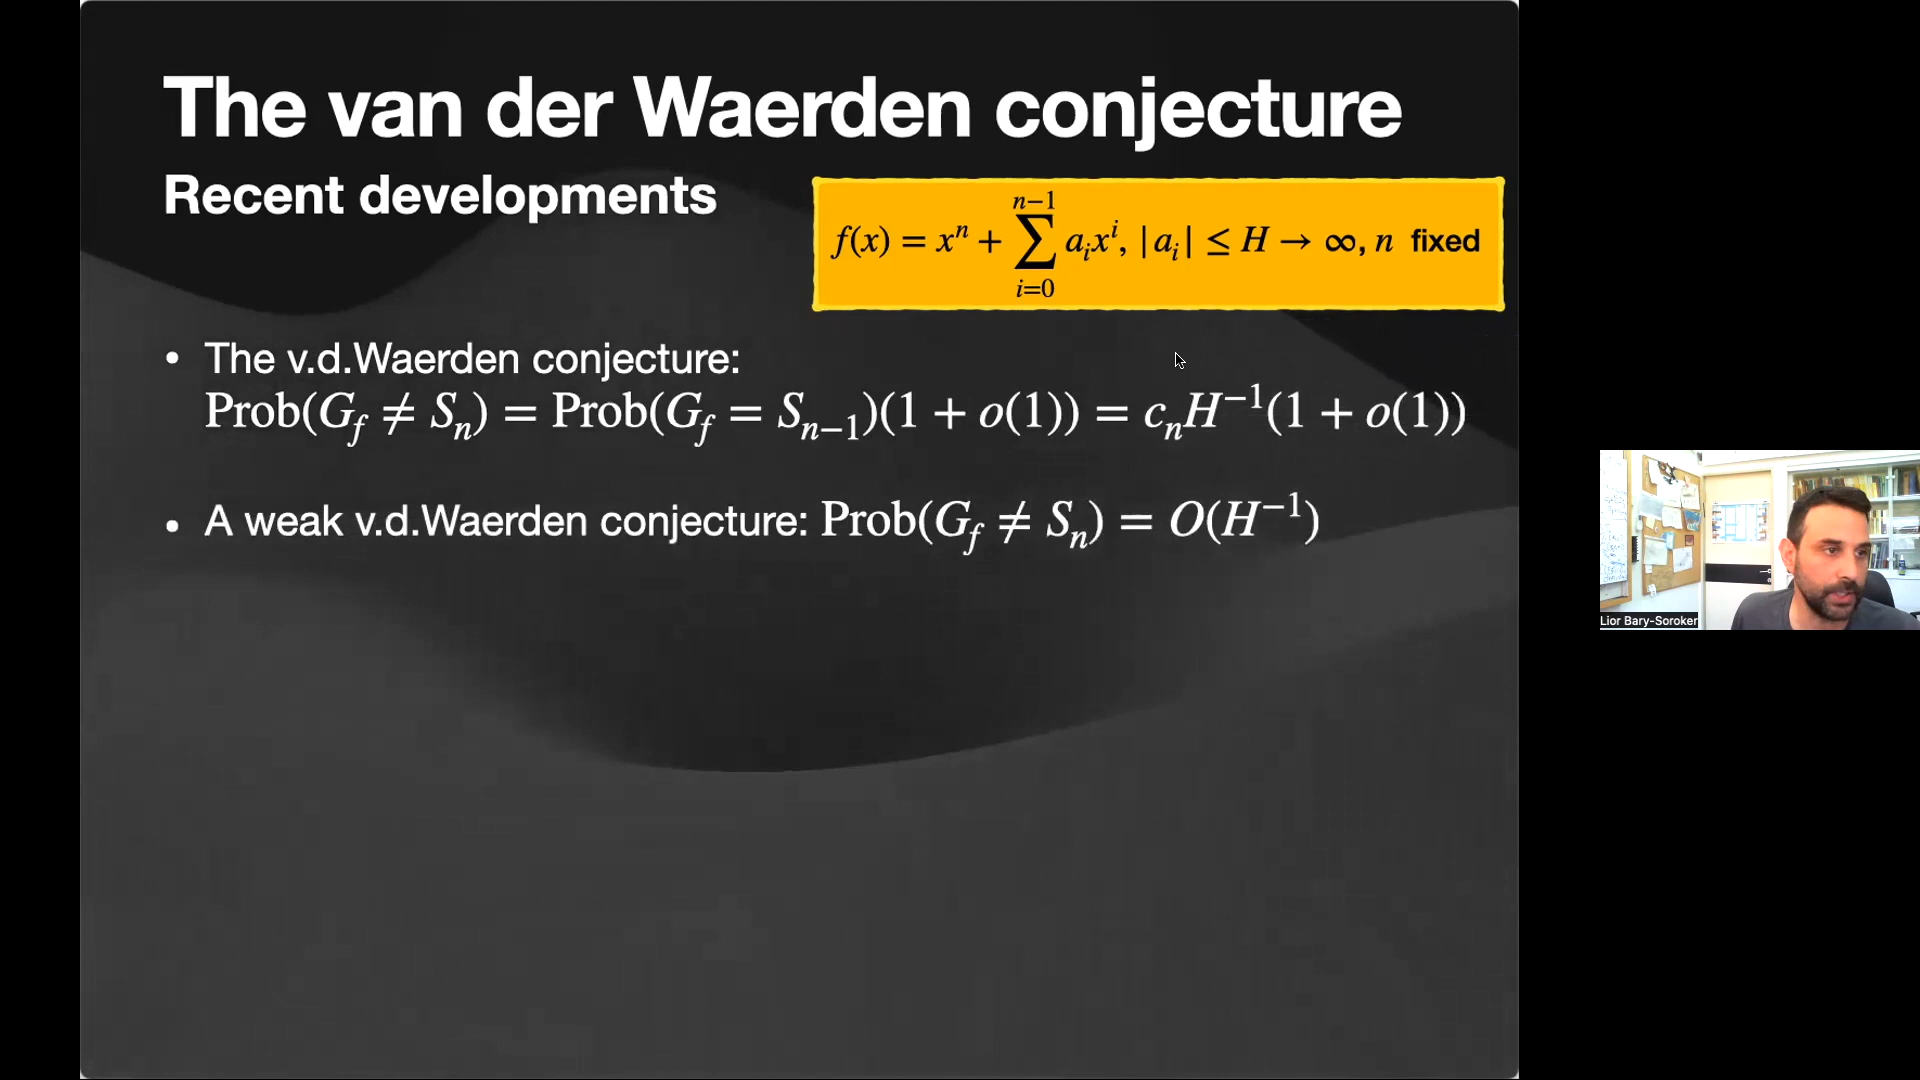 The van der Waerden conjecture
Recent developments
f(x) = xⁿ + ∑_{i=0}^{n−1} a_i x^i, |a_i| ≤ H → ∞, n fixed
• The v.d.Waerden conjecture:
Prob(G_f ≠ S_n) = Prob(G_f = S_{n−1})(1 + o(1)) = c_n H^{−1}(1 + o(1))
• A weak v.d.Waerden conjecture: Prob(G_f ≠ S_n) = O(H^{−1})
Lior Bary-Soroker